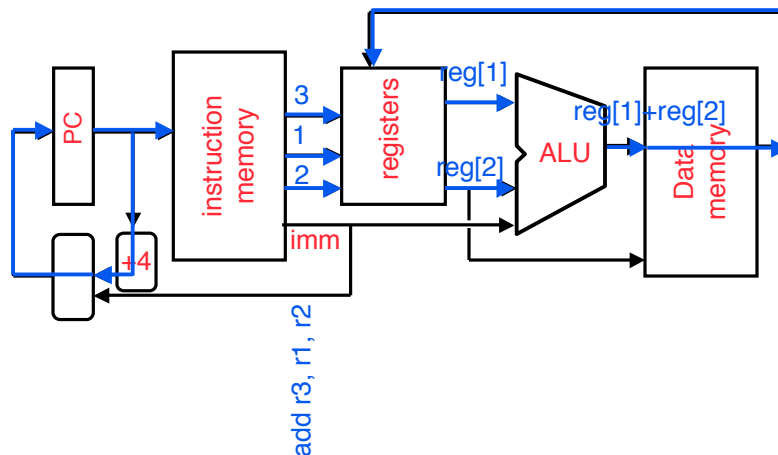 PC
+4
instruction
memory
3
1
2
imm
registers
reg[1]
reg[2]
ALU
reg[1]+reg[2]
Data
memory
add r3, r1, r2